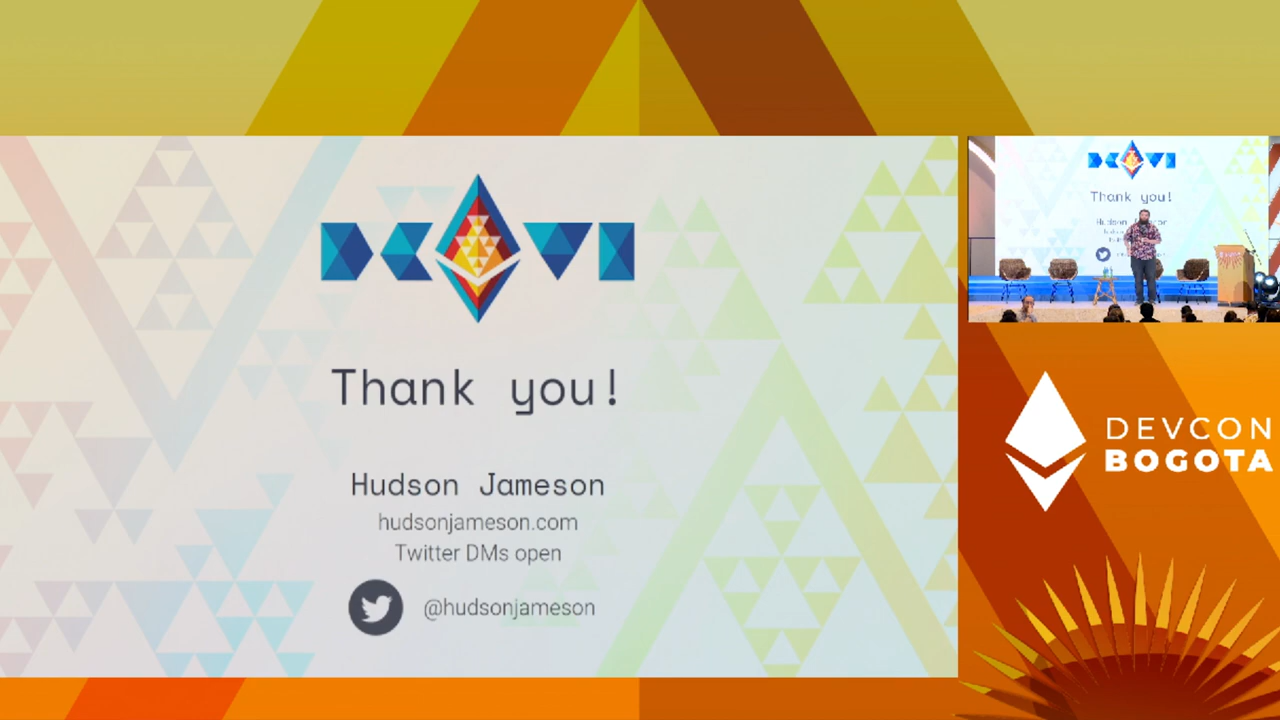 Thank you!
Hudson Jameson
hudsonjameson.com
Twitter DMs open
@hudsonjameson
Thank you!
DEVCON
BOGOTA